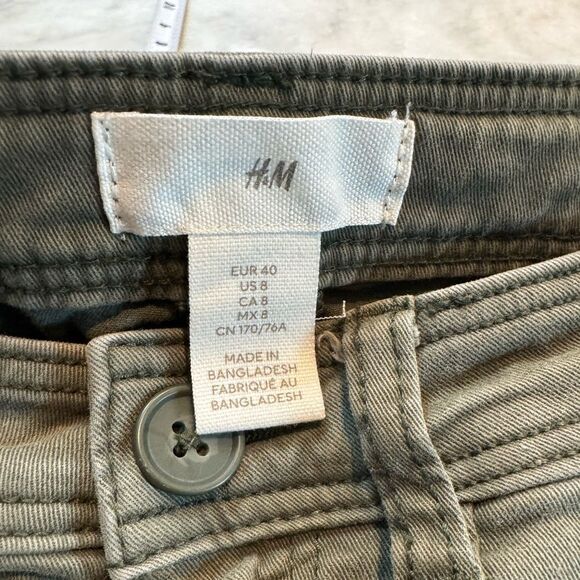 H&M
EUR 40
US 8
CA 8
MX 8
CN 170/76A
MADE IN
BANGLADESH
FABRIQUÉ AU
BANGLADESH